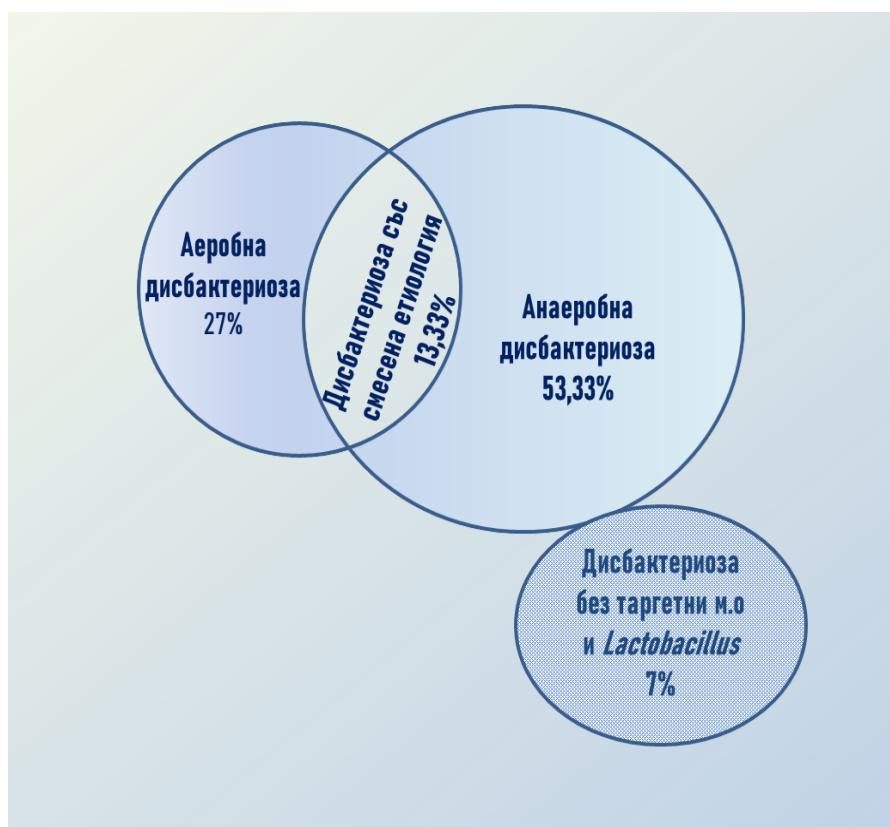 Аеробна
дисбактериоза
27%
Дисбактериоза със
смесена етиология
13,33%
Анаеробна
дисбактериоза
53,33%
Дисбактериоза
без таргетни м.о
и Lactobacillus
7%